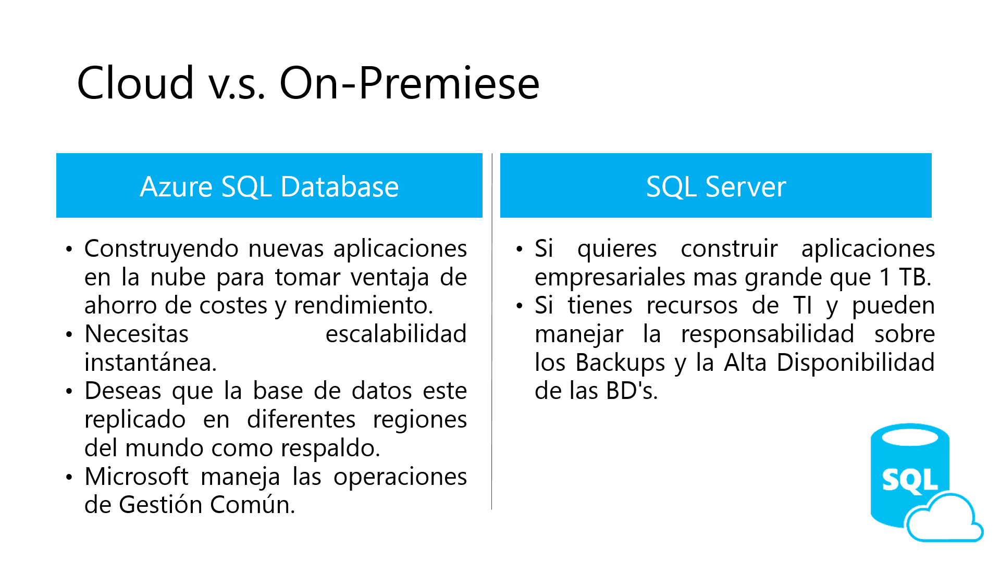 Cloud v.s. On-Premiese
Azure SQL Database
• Construyendo nuevas aplicaciones
en la nube para tomar ventaja de
ahorro de costes y rendimiento.
• Necesitas escalabilidad
instantánea.
• Deseas que la base de datos este
replicado en diferentes regiones
del mundo como respaldo.
• Microsoft maneja las operaciones
de Gestión Común.
SQL Server
• Si quieres construir aplicaciones
empresariales mas grande que 1 TB.
• Si tienes recursos de TI y pueden
manejar la responsabilidad sobre
los Backups y la Alta Disponibilidad
de las BD's.
SQL